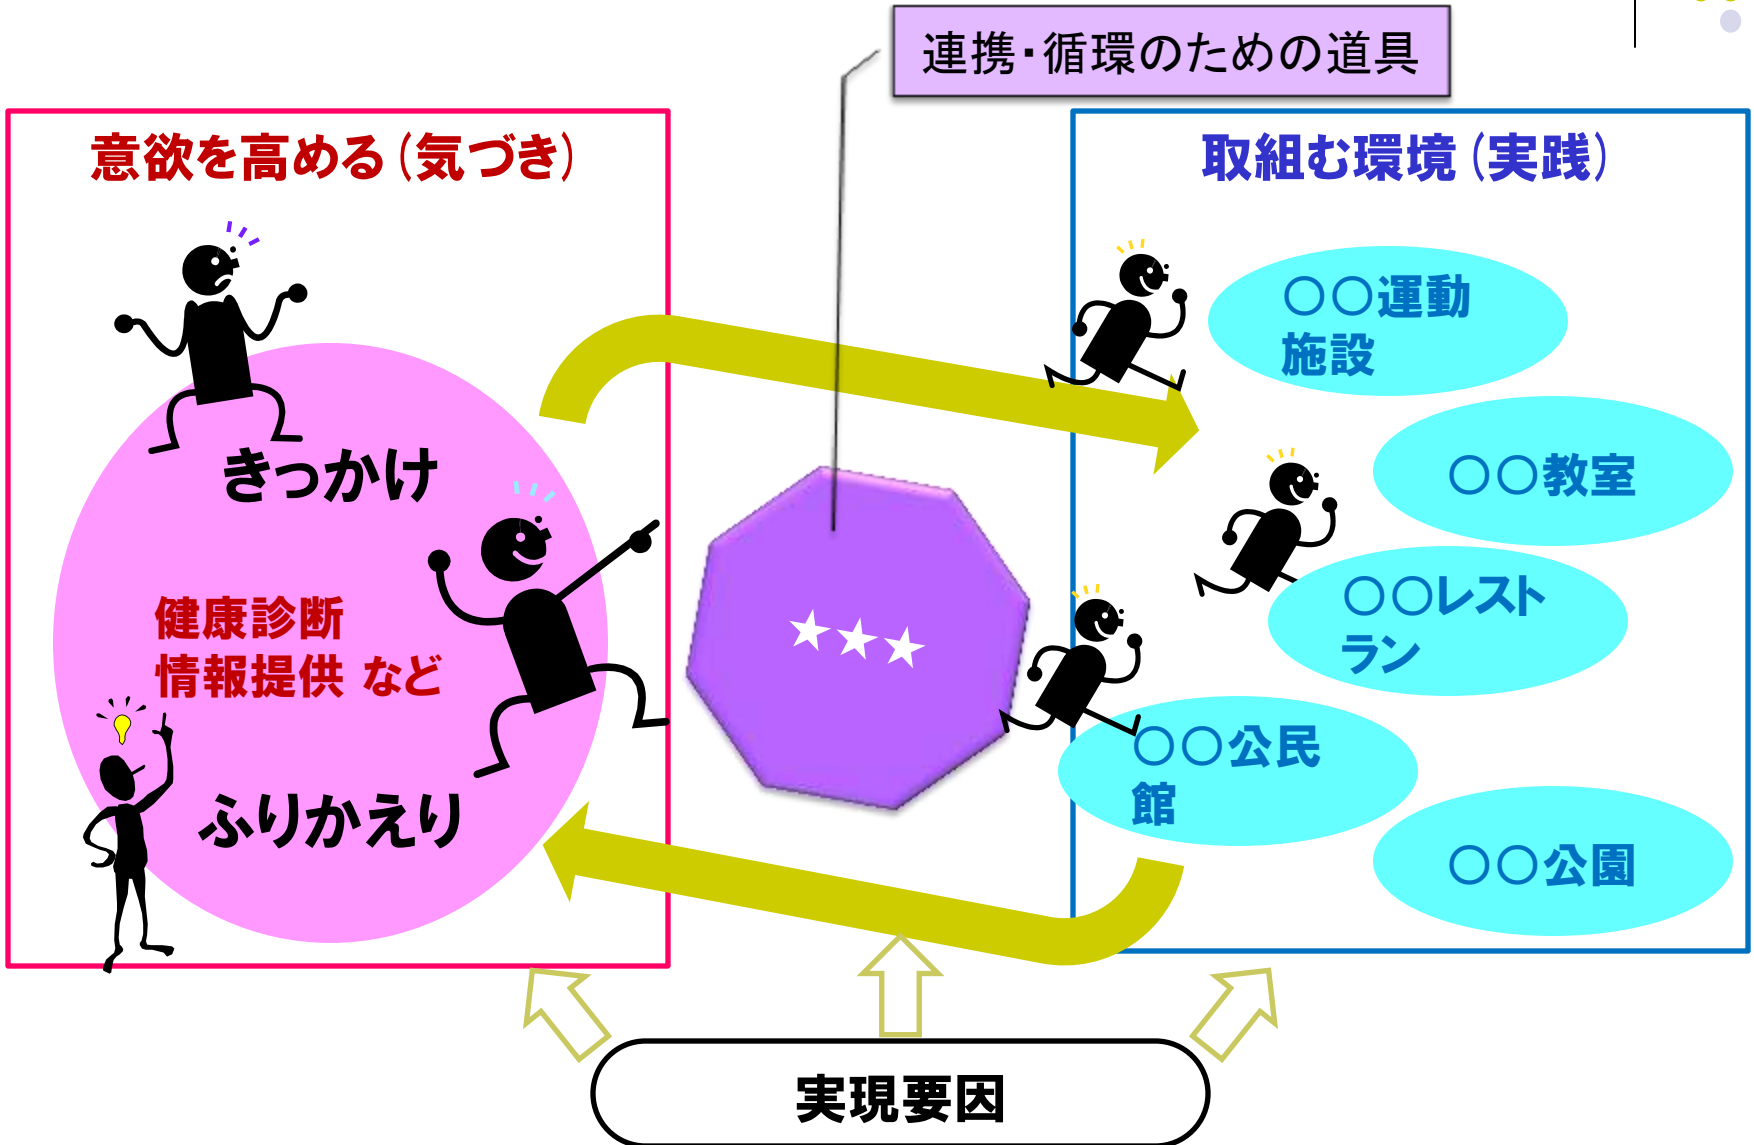 連携・循環のための道具
意欲を高める（気づき）
取組む環境（実践）
きっかけ
健康診断
情報提供 など
ふりかえり
★★★
○○運動
施設
○○教室
○○レスト
ラン
○○公民
館
○○公園
実現要因